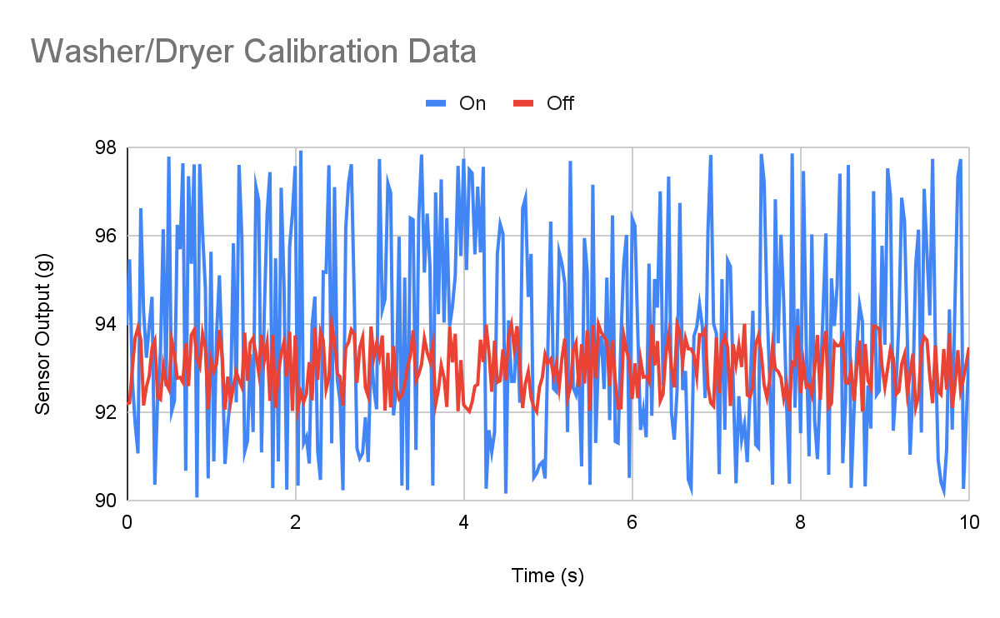 Washer/Dryer Calibration Data
On Off
98
96
94
92
90
Sensor Output (g)
0 2 4 6 8 10
Time (s)